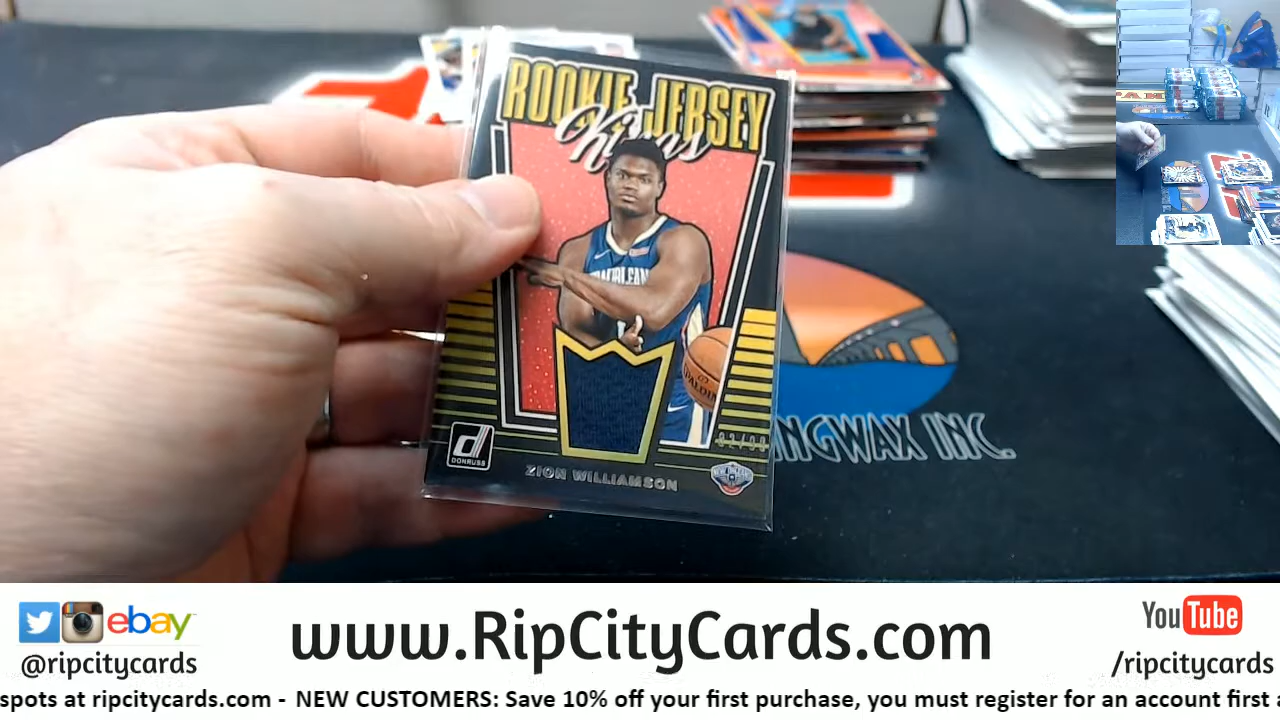 ROOKIE JERSEY
Kings
NEW ORLEANS
SPALDING
DONRUSS
ZION WILLIAMSON
NGWAX INC.
ebay
www.RipCityCards.com
YouTube
@ripcitycards
/ripcitycards
spots at ripcitycards.com - NEW CUSTOMERS: Save 10% off your first purchase, you must register for an account first a